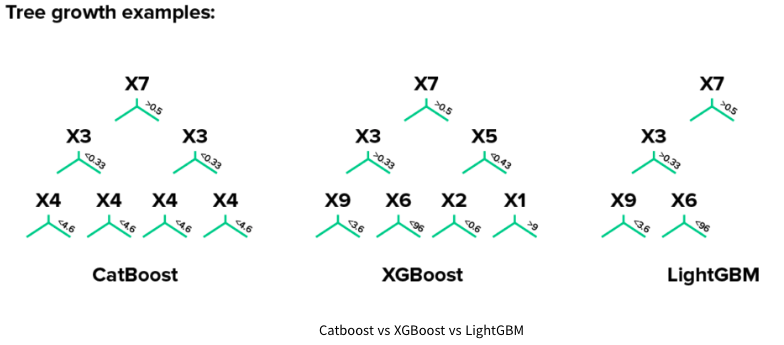 Tree growth examples:
X7 X7 X7
>0.5 >0.5 >0.5
X3 X3 X3 X5 X3
<0.33 <0.33 >0.33 <0.43 >0.33
X4 X4 X4 X4 X9 X6 X2 X1 X9 X6
<4.6 <4.6 <4.6 <4.6 <3.6 <96 <0.6 >9 <3.6 <96
CatBoost XGBoost LightGBM
Catboost vs XGBoost vs LightGBM